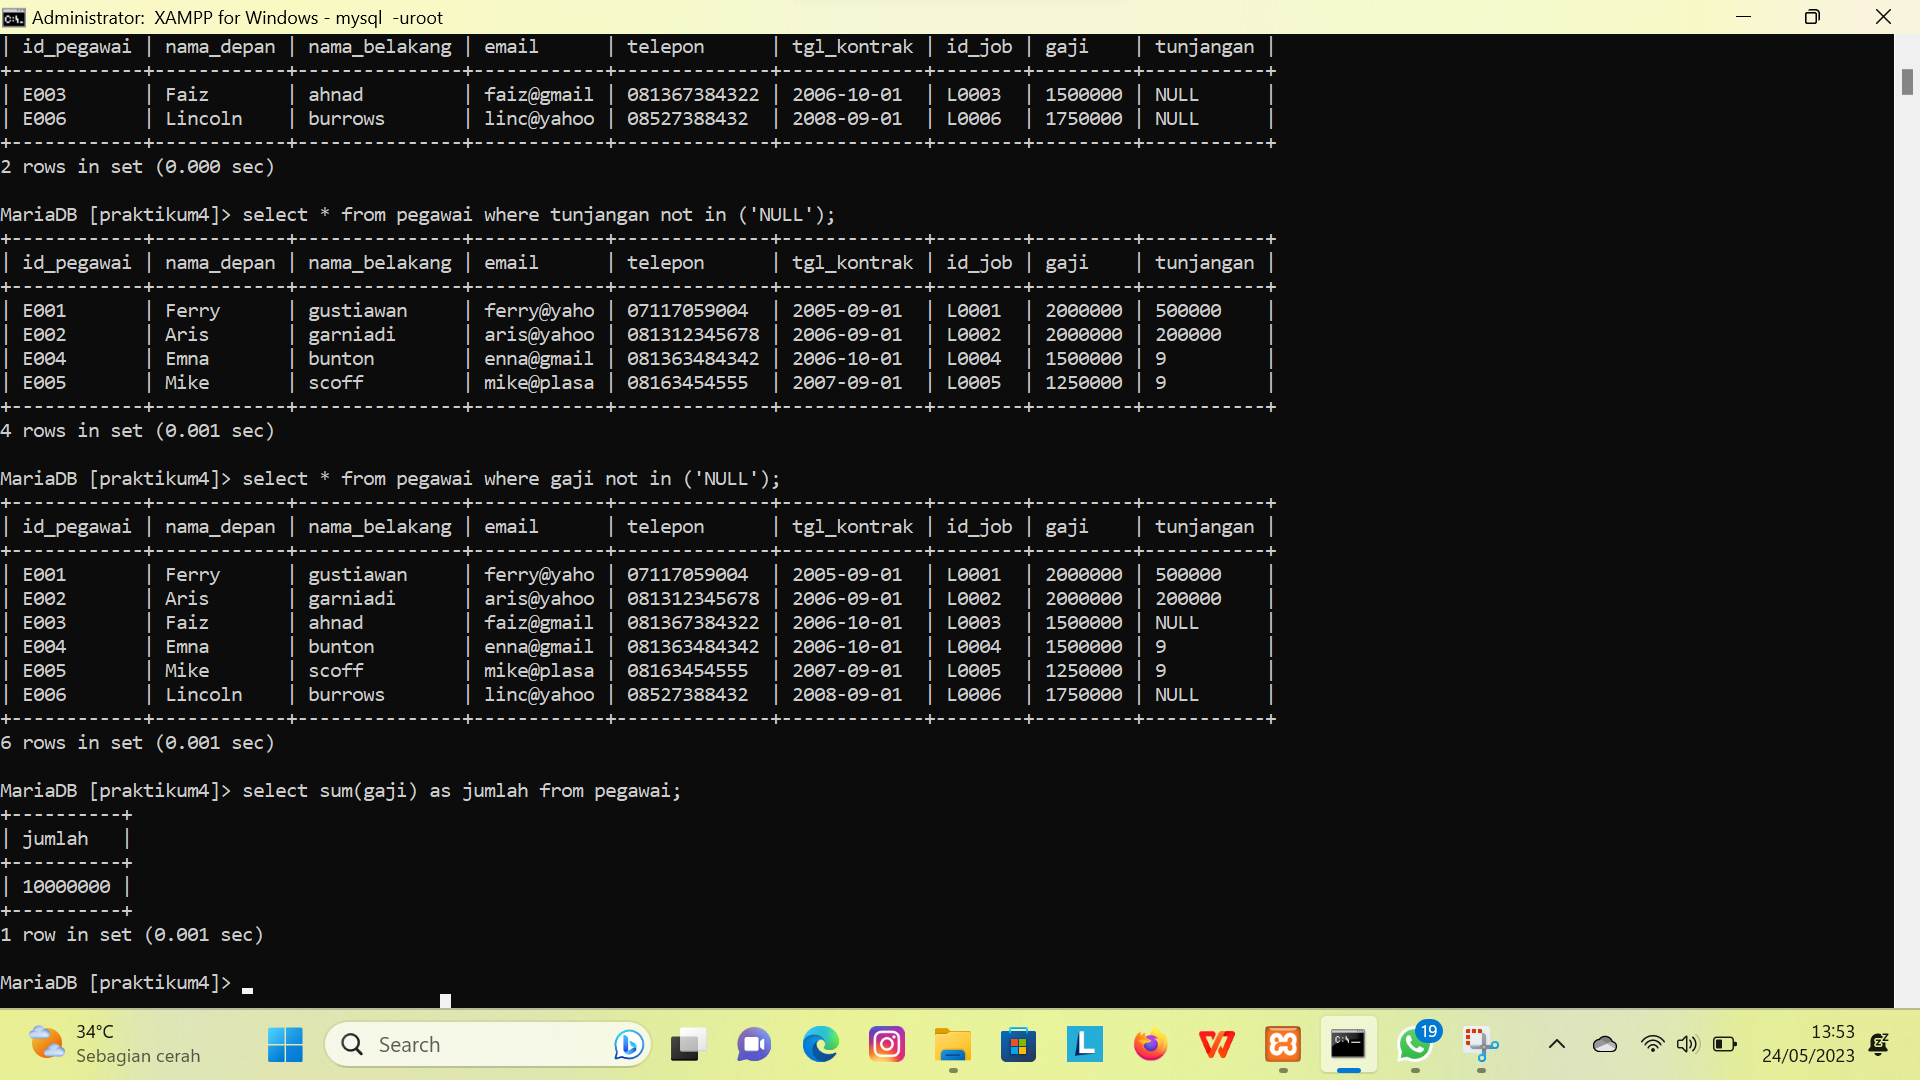 Administrator:  XAMPP for Windows - mysql  -uroot
| id_pegawai | nama_depan | nama_belakang | email      | telepon      | tgl_kontrak | id_job | gaji    | tunjangan |
+------------+------------+---------------+------------+--------------+-------------+--------+---------+-----------+
| E003       | Faiz       | ahnad         | faiz@gmail | 081367384322 | 2006-10-01  | L0003  | 1500000 | NULL      |
| E006       | Lincoln    | burrows       | linc@yahoo | 08527388432  | 2008-09-01  | L0006  | 1750000 | NULL      |
+------------+------------+---------------+------------+--------------+-------------+--------+---------+-----------+
2 rows in set (0.000 sec)
MariaDB [praktikum4]> select * from pegawai where tunjangan not in ('NULL');
+------------+------------+---------------+------------+--------------+-------------+--------+---------+-----------+
| id_pegawai | nama_depan | nama_belakang | email      | telepon      | tgl_kontrak | id_job | gaji    | tunjangan |
+------------+------------+---------------+------------+--------------+-------------+--------+---------+-----------+
| E001       | Ferry      | gustiawan     | ferry@yaho | 07117059004  | 2005-09-01  | L0001  | 2000000 | 500000    |
| E002       | Aris       | garniadi      | aris@yahoo | 081312345678 | 2006-09-01  | L0002  | 2000000 | 200000    |
| E004       | Emna       | bunton        | enna@gmail | 081363484342 | 2006-10-01  | L0004  | 1500000 | 9         |
| E005       | Mike       | scoff         | mike@plasa | 08163454555  | 2007-09-01  | L0005  | 1250000 | 9         |
+------------+------------+---------------+------------+--------------+-------------+--------+---------+-----------+
4 rows in set (0.001 sec)
MariaDB [praktikum4]> select * from pegawai where gaji not in ('NULL');
+------------+------------+---------------+------------+--------------+-------------+--------+---------+-----------+
| id_pegawai | nama_depan | nama_belakang | email      | telepon      | tgl_kontrak | id_job | gaji    | tunjangan |
+------------+------------+---------------+------------+--------------+-------------+--------+---------+-----------+
| E001       | Ferry      | gustiawan     | ferry@yaho | 07117059004  | 2005-09-01  | L0001  | 2000000 | 500000    |
| E002       | Aris       | garniadi      | aris@yahoo | 081312345678 | 2006-09-01  | L0002  | 2000000 | 200000    |
| E003       | Faiz       | ahnad         | faiz@gmail | 081367384322 | 2006-10-01  | L0003  | 1500000 | NULL      |
| E004       | Emna       | bunton        | enna@gmail | 081363484342 | 2006-10-01  | L0004  | 1500000 | 9         |
| E005       | Mike       | scoff         | mike@plasa | 08163454555  | 2007-09-01  | L0005  | 1250000 | 9         |
| E006       | Lincoln    | burrows       | linc@yahoo | 08527388432  | 2008-09-01  | L0006  | 1750000 | NULL      |
+------------+------------+---------------+------------+--------------+-------------+--------+---------+-----------+
6 rows in set (0.001 sec)
MariaDB [praktikum4]> select sum(gaji) as jumlah from pegawai;
+----------+
| jumlah   |
+----------+
| 10000000 |
+----------+
1 row in set (0.001 sec)
MariaDB [praktikum4]>
34°C
Sebagian cerah
Search
19
13:53
24/05/2023